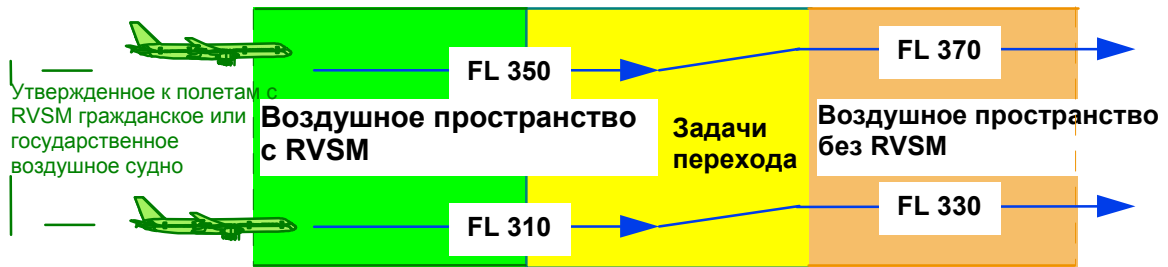 FL 350
FL 370
Утвержденное к полетам с
RVSM гражданское или
государственное
воздушное судно
Воздушное пространство
с RVSM
Задачи
перехода
Воздушное пространство
без RVSM
FL 310
FL 330